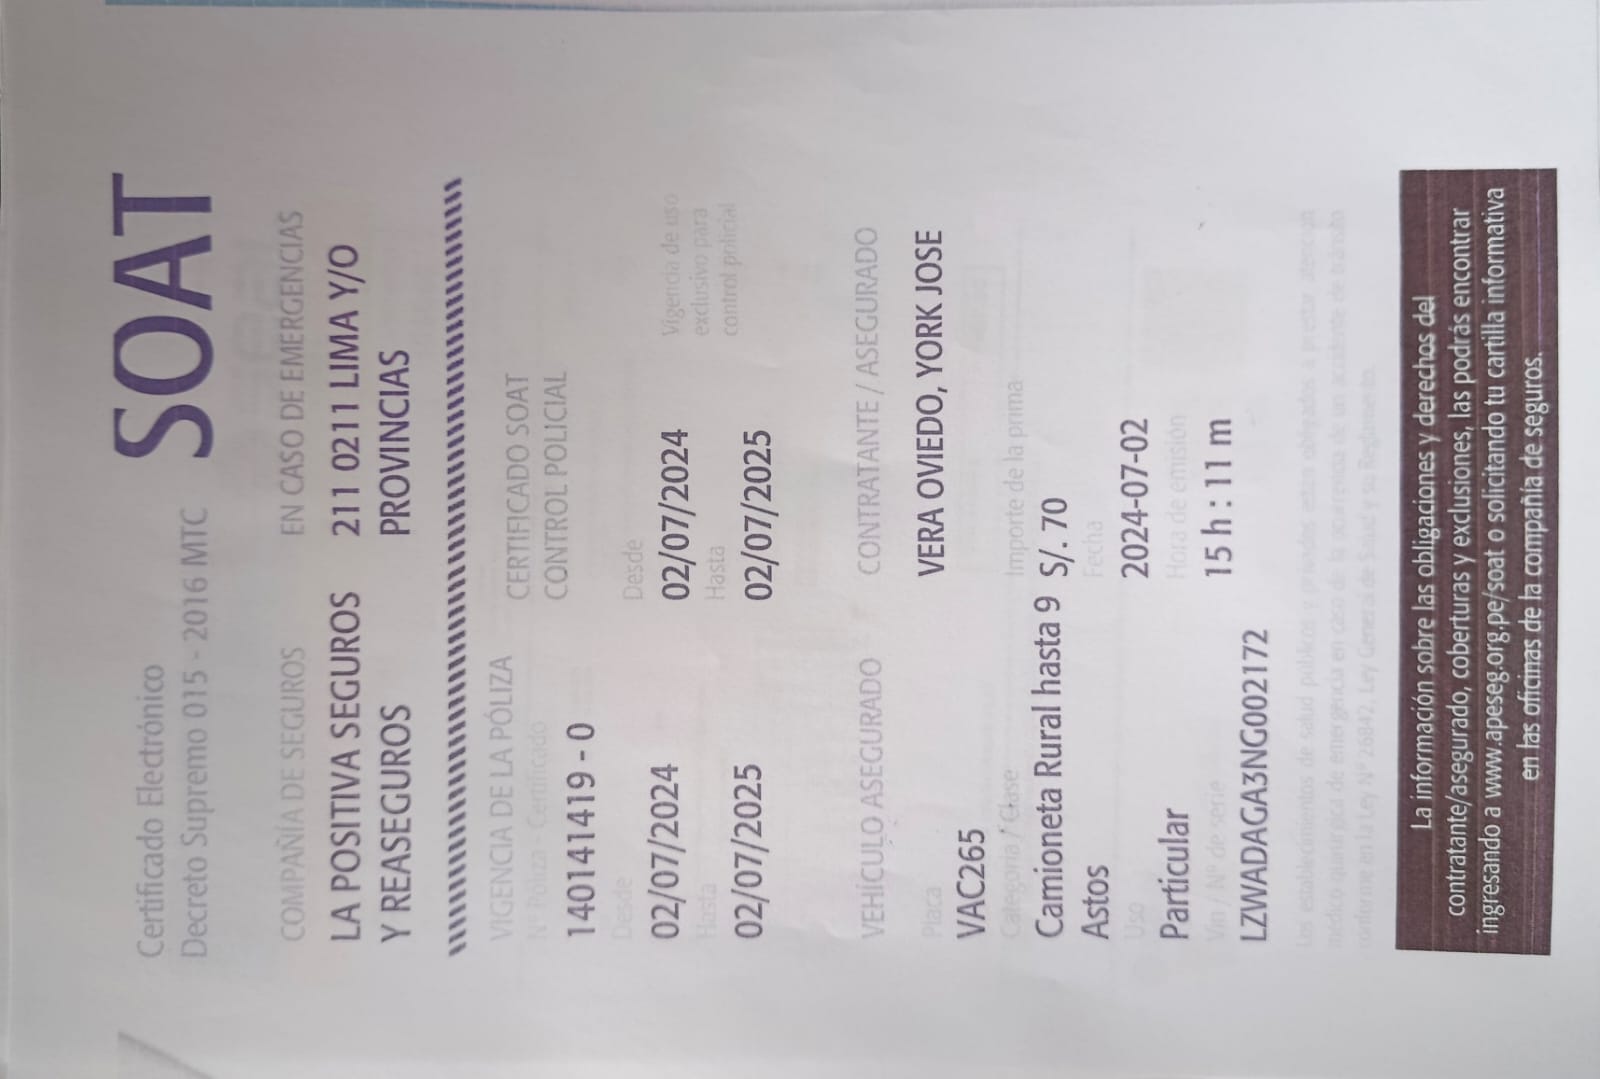 Certificado Electrónico
Decreto Supremo 015 - 2016 MTC
SOAT
COMPAÑÍA DE SEGUROS
LA POSITIVA SEGUROS
Y REASEGUROS
EN CASO DE EMERGENCIAS
211 0211 LIMA Y/O
PROVINCIAS
VIGENCIA DE LA PÓLIZA
Nº Póliza - Certificado
140141419 - 0
Desde
02/07/2024
Hasta
02/07/2025
CERTIFICADO SOAT
CONTROL POLICIAL
Desde
02/07/2024
Hasta
02/07/2025
Vigencia de uso
exclusivo para
control policial
VEHÍCULO ASEGURADO
Placa
VAC265
Categoría / Clase
Camioneta Rural hasta 9
Astos
Uso
Particular
Vin / Nº de serie
LZWADAGA3NG002172
CONTRATANTE / ASEGURADO
VERA OVIEDO, YORK JOSE
Importe de la prima
S/. 70
Fecha
2024-07-02
Hora de emisión
15 h : 11 m
Los establecimientos de salud públicos y privados están obligados a prestar atención
médico quirúrgica de emergencia en caso de la ocurrencia de un accidente de tránsito
conforme en la Ley Nº 26842, Ley General de Salud y su Reglamento.
La información sobre las obligaciones y derechos del
contratante/asegurado, coberturas y exclusiones, las podrás encontrar
ingresando a www.apeseg.org.pe/soat o solicitando tu cartilla informativa
en las oficinas de la compañía de seguros.